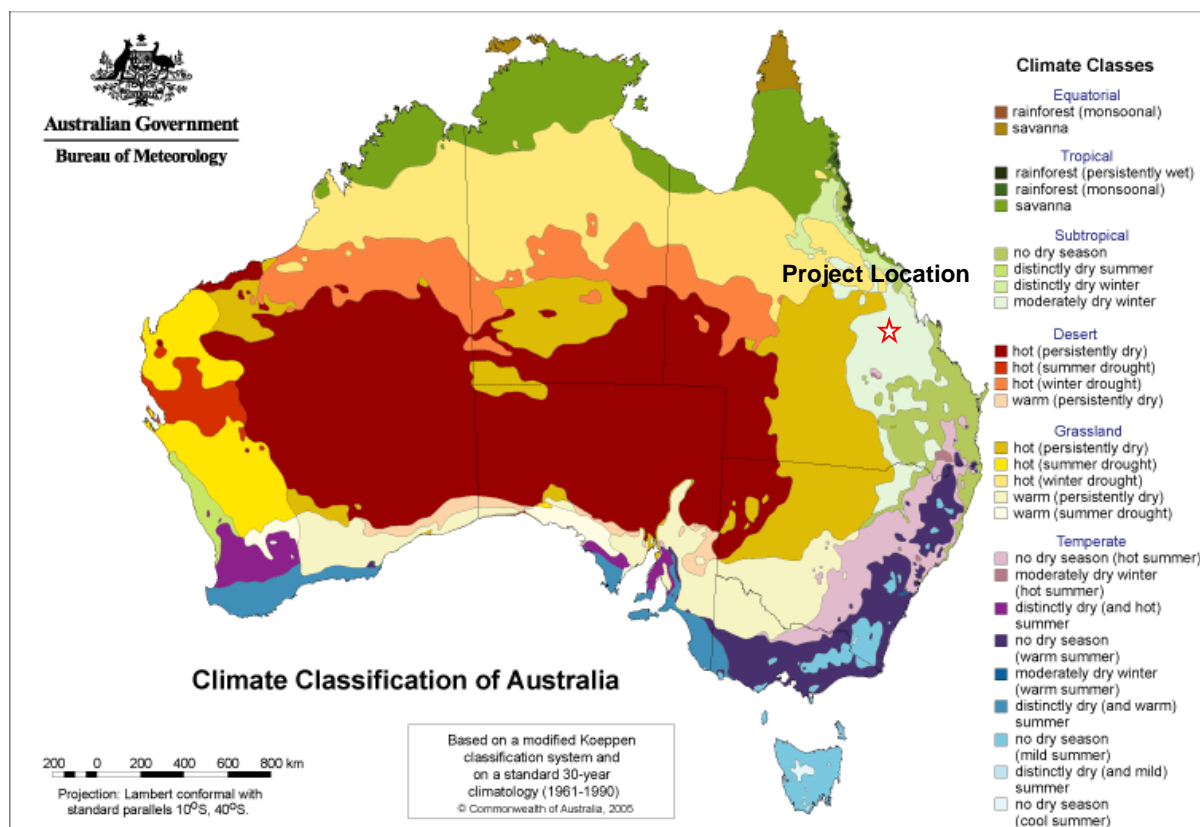 Australian Government
Bureau of Meteorology
Project Location
Climate Classes
Equatorial
rainforest (monsoonal)
savanna
Tropical
rainforest (persistently wet)
rainforest (monsoonal)
savanna
Subtropical
no dry season
distinctly dry summer
distinctly dry winter
moderately dry winter
Desert
hot (persistently dry)
hot (summer drought)
hot (winter drought)
warm (persistently dry)
Grassland
hot (persistently dry)
hot (summer drought)
hot (winter drought)
warm (persistently dry)
warm (summer drought)
Temperate
no dry season (hot summer)
moderately dry winter
(hot summer)
distinctly dry (and hot)
summer
no dry season
(warm summer)
moderately dry winter
(warm summer)
distinctly dry (and warm)
summer
no dry season
(mild summer)
distinctly dry (and mild)
summer
no dry season
(cool summer)
Climate Classification of Australia
Based on a modified Koeppen
classification system and
on a standard 30-year
climatology (1961-1990)
© Commonwealth of Australia, 2005
200 0 200 400 600 800 km
Projection: Lambert conformal with
standard parallels 10°S, 40°S.